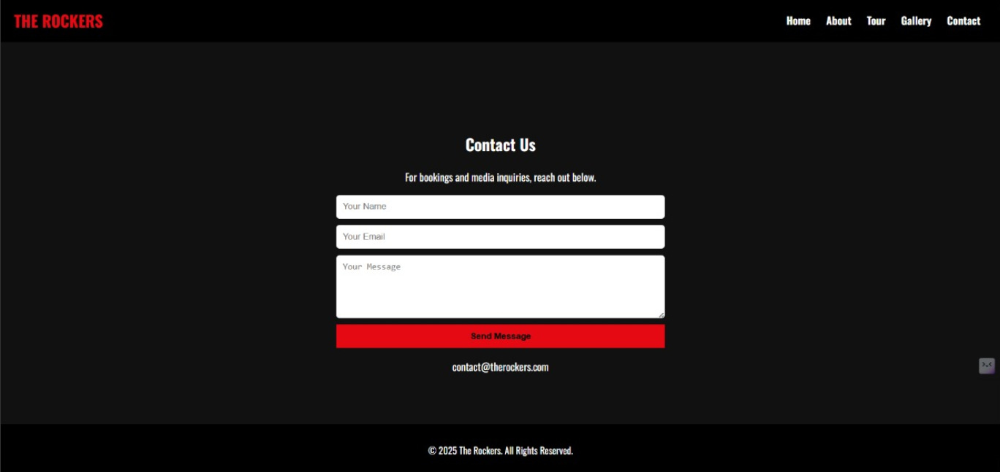 THE ROCKERS
Home About Tour Gallery Contact
Contact Us
For bookings and media inquiries, reach out below.
Your Name
Your Email
Your Message
Send Message
contact@therockers.com
© 2025 The Rockers. All Rights Reserved.